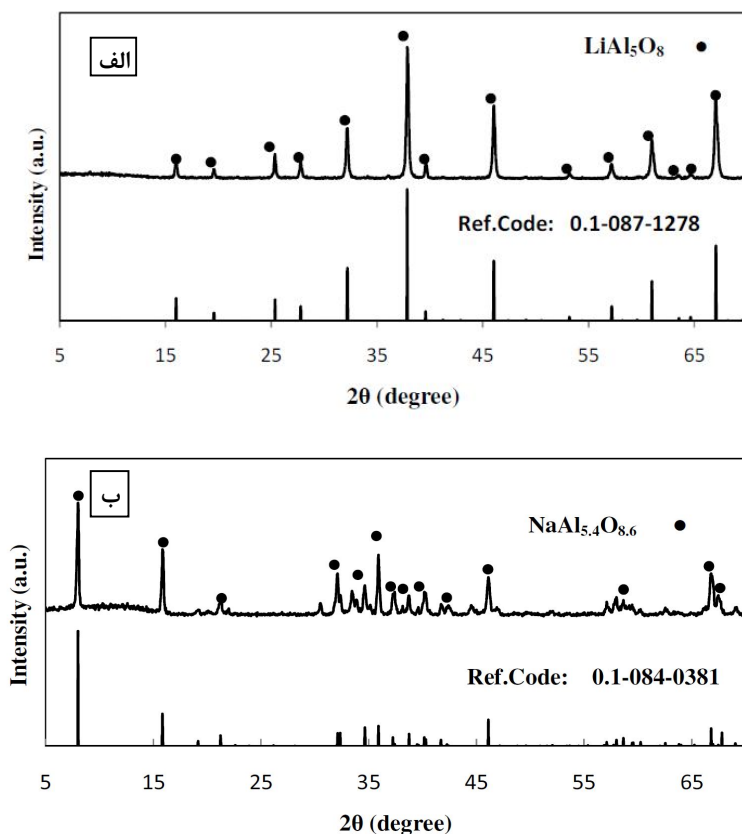 الف
LiAl₅O₈ ●
Intensity (a.u.)
Ref.Code: 0.1-087-1278
5 15 25 35 45 55 65
2θ (degree)
ب
NaAl₅.₄O₈.₆ ●
Intensity (a.u.)
Ref.Code: 0.1-084-0381
5 15 25 35 45 55 65
2θ (degree)